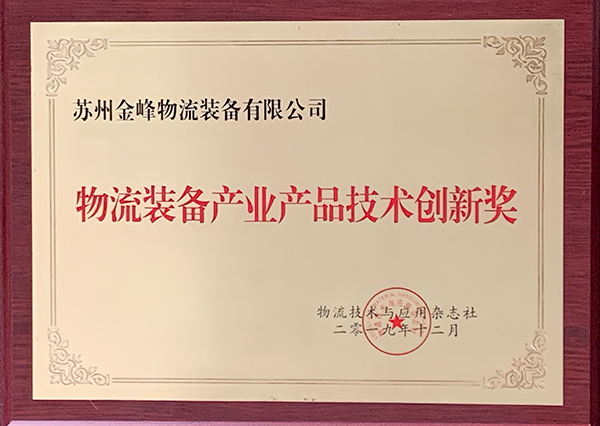 苏州金峰物流装备有限公司
物流装备产业产品技术创新奖
物流技术与应用杂志社
二零一九年十二月